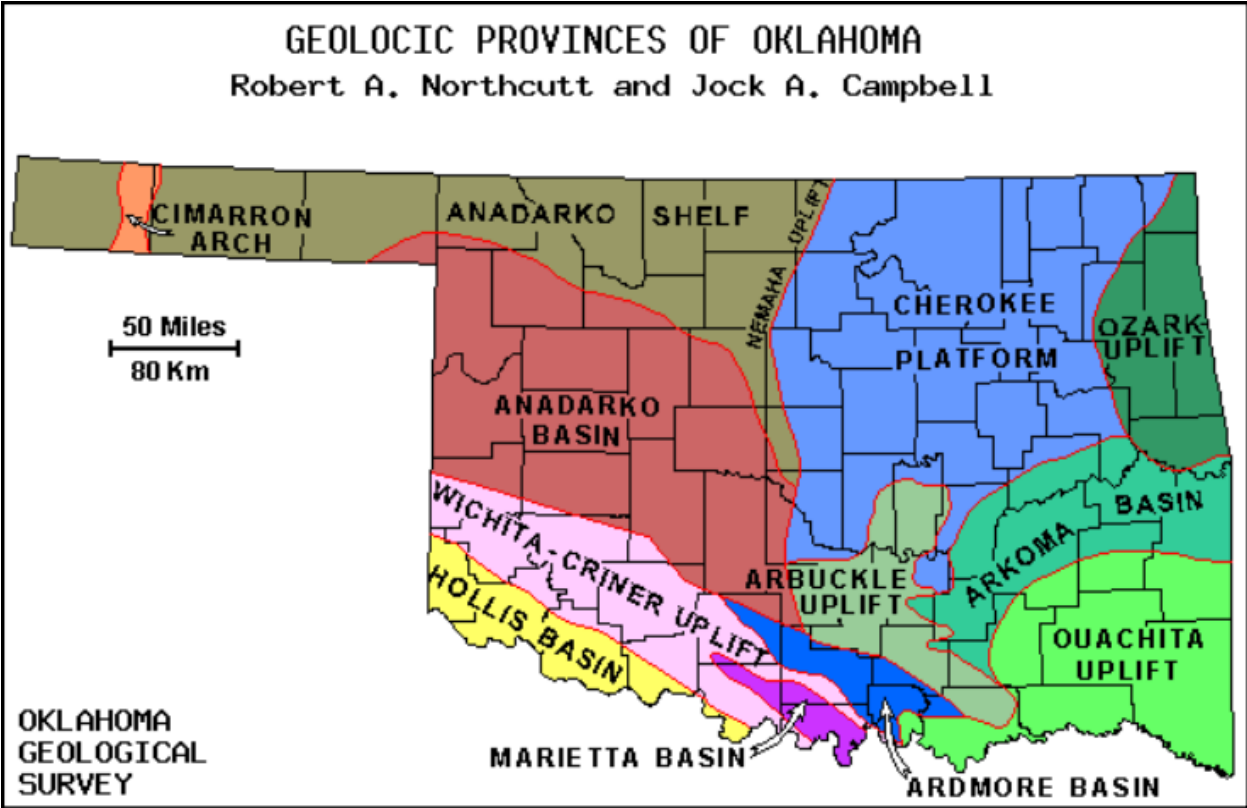 GEOLOCIC PROVINCES OF OKLAHOMA
Robert A. Northcutt and Jock A. Campbell
CIMARRON
ARCH
ANADARKO SHELF
NEMAHA UPLIFT
50 Miles
80 Km
CHEROKEE
PLATFORM
OZARK
UPLIFT
ANADARKO
BASIN
WICHITA-CRINER UPLIFT
HOLLIS BASIN
ARBUCKLE
UPLIFT
ARKOMA BASIN
OUACHITA
UPLIFT
MARIETTA BASIN
ARDMORE BASIN
OKLAHOMA
GEOLOGICAL
SURVEY